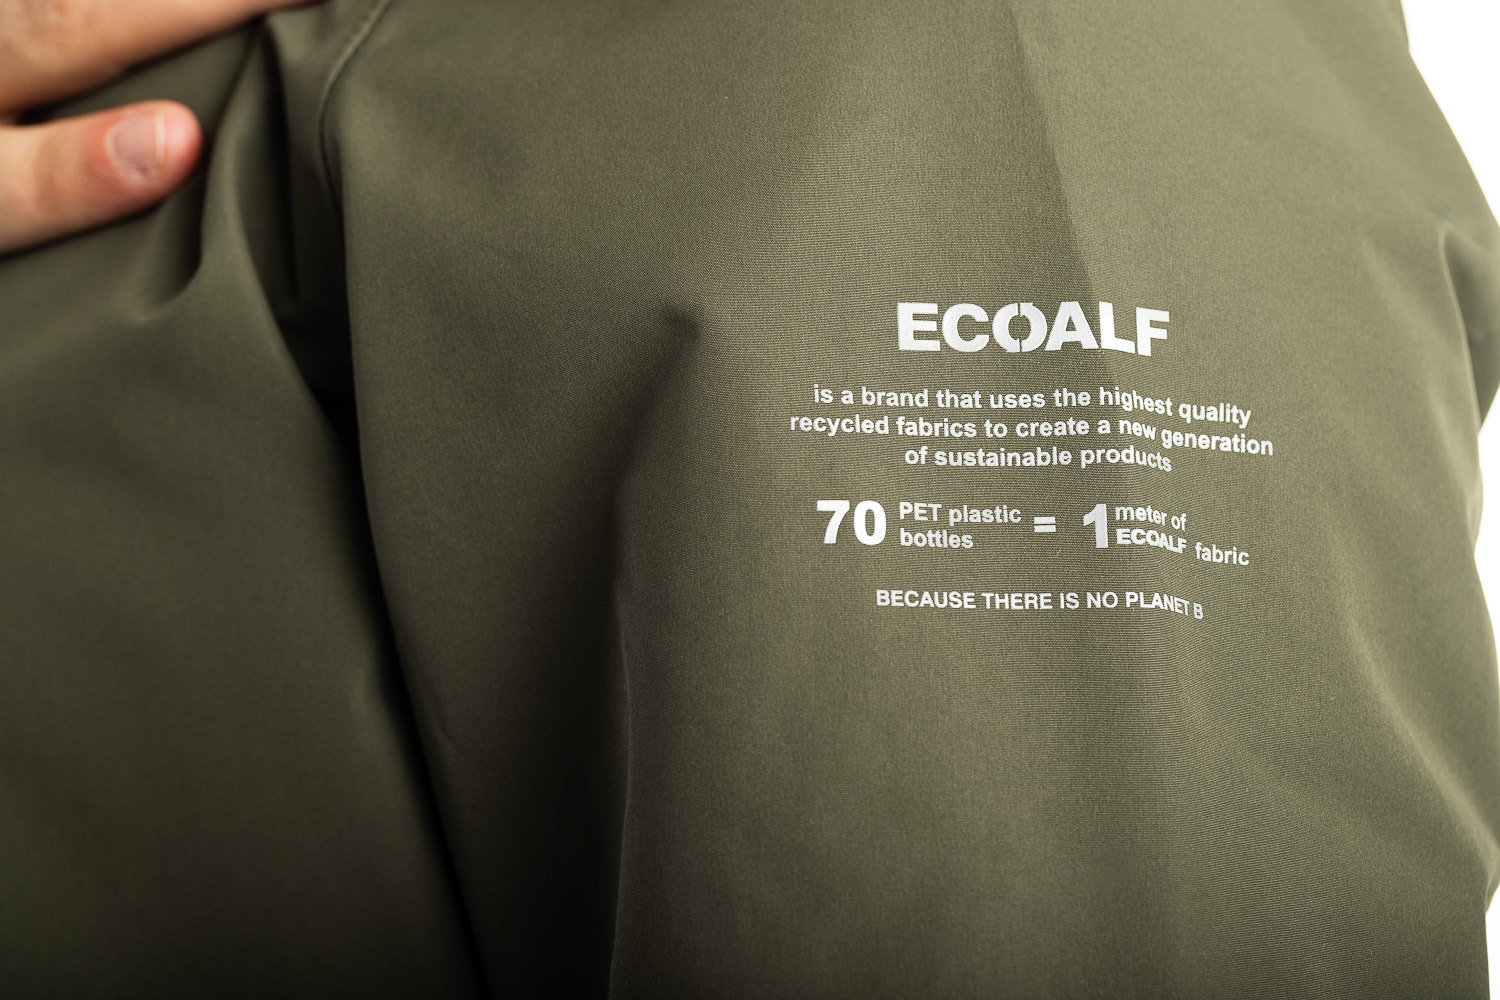 ECOALF
is a brand that uses the highest quality
recycled fabrics to create a new generation
of sustainable products
70 PET plastic bottles = 1 meter of ECOALF fabric
BECAUSE THERE IS NO PLANET B